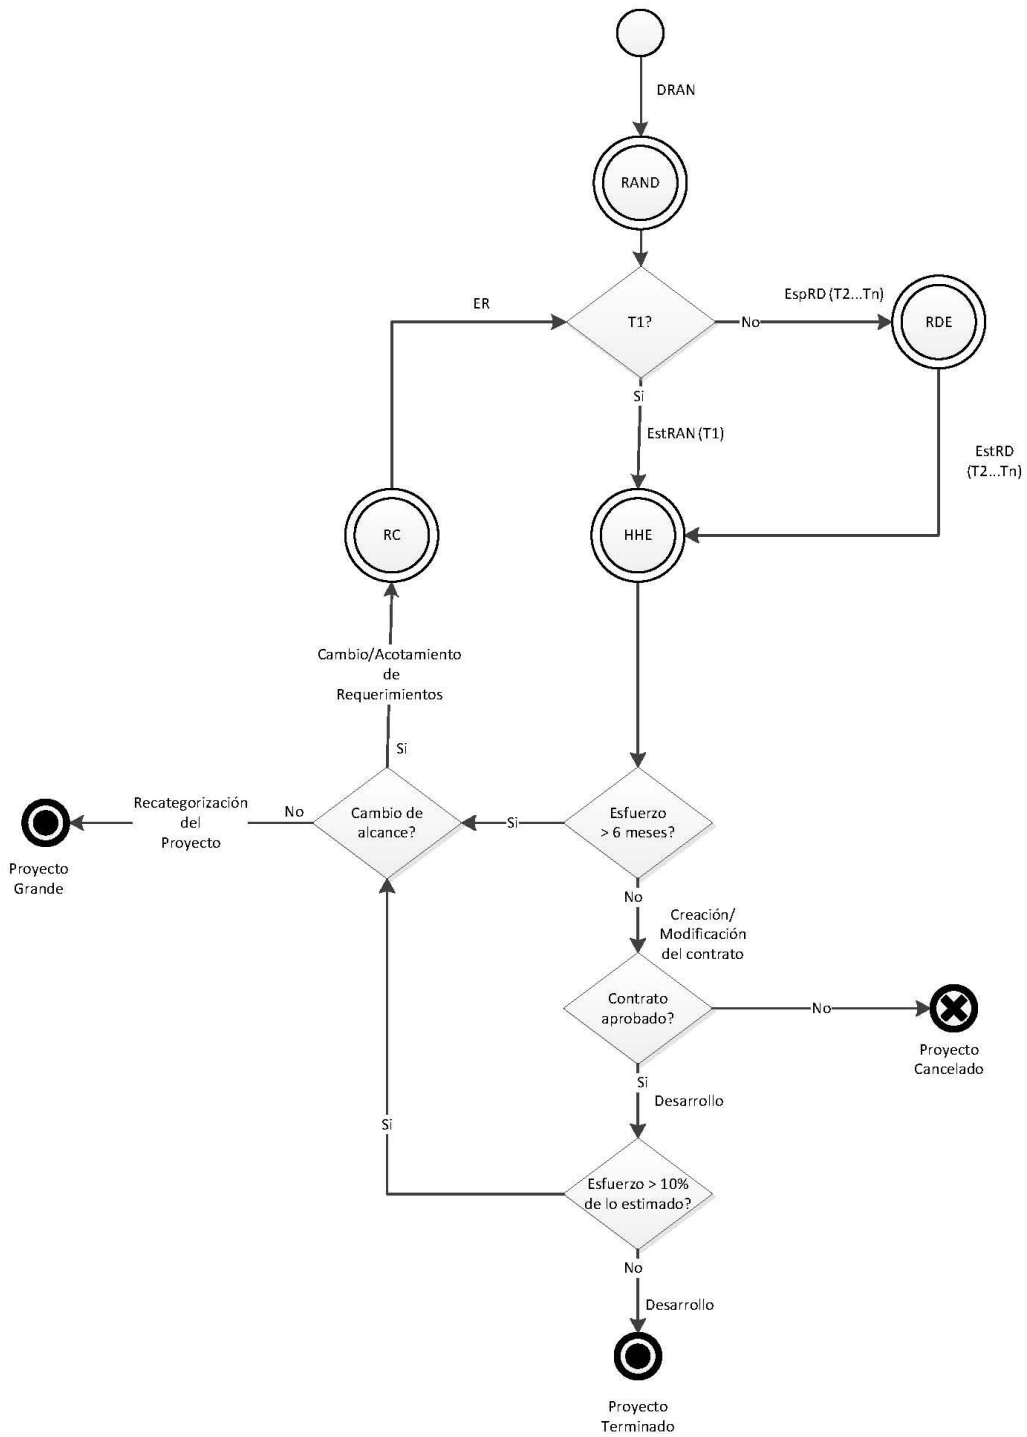 DRAN
RAND
ER
T1?
EspRD (T2...Tn)
No
RDE
Si
EstRAN (T1)
EstRD
(T2...Tn)
RC
HHE
Cambio/Acotamiento
de
Requerimientos
Si
Recategorización
del
Proyecto
No
Cambio de
alcance?
Si
Esfuerzo
> 6 meses?
Proyecto
Grande
No
Creación/
Modificación
del contrato
Contrato
aprobado?
No
Proyecto
Cancelado
Si
Desarrollo
Si
Esfuerzo > 10%
de lo estimado?
No
Desarrollo
Proyecto
Terminado